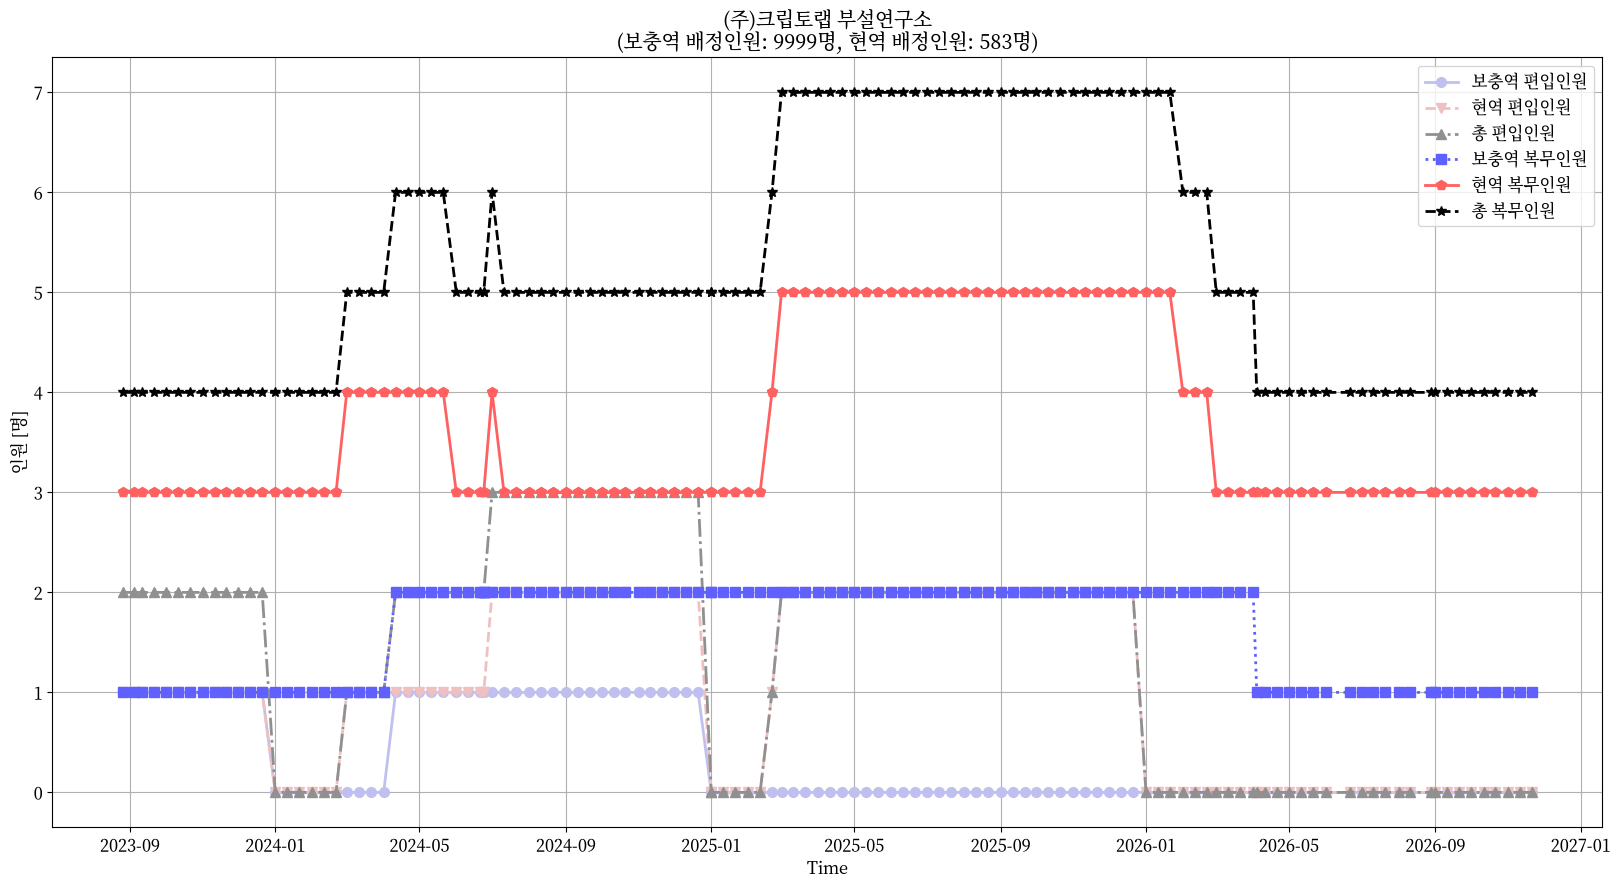 (주)크립토랩 부설연구소
(보충역 배정인원: 9999명, 현역 배정인원: 583명)
보충역 편입인원
현역 편입인원
총 편입인원
보충역 복무인원
현역 복무인원
총 복무인원
인원 [명]
7
6
5
4
3
2
1
0
2023-09 2024-01 2024-05 2024-09 2025-01 2025-05 2025-09 2026-01 2026-05 2026-09 2027-01
Time